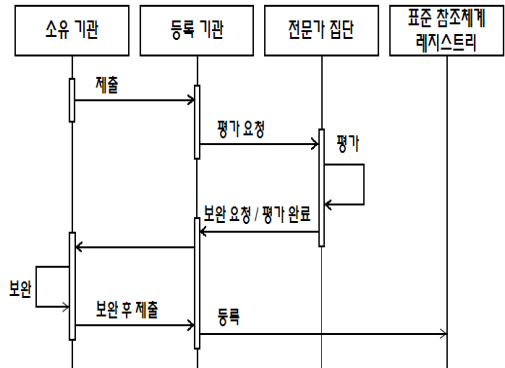 소유 기관
등록 기관
전문가 집단
표준 참조체계
레지스트리
제출
평가 요청
평가
보완 요청 / 평가 완료
보완
보완 후 제출
등록